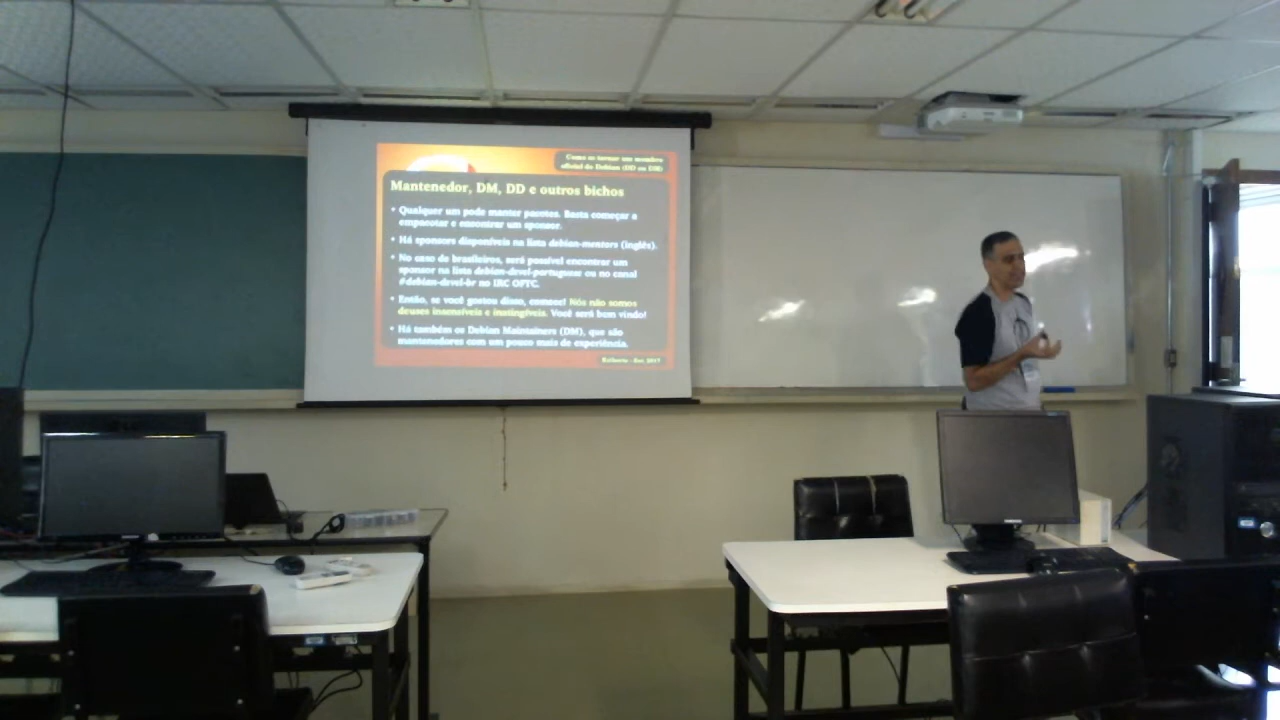 Como se tornar um membro
oficial do Debian (DD ou DM)
Mantenedor, DM, DD e outros bichos
• Qualquer um pode manter pacotes. Basta começar a
empacotar e encontrar um sponsor.
• Há sponsors disponíveis na lista debian-mentors (inglês).
• No caso de brasileiros, será possível encontrar um
sponsor na lista debian-devel-portuguese ou no canal
#debian-devel-br no IRC OFTC.
• Então, se você gostou disso, comece! Nós não somos
deuses insensíveis e inatingíveis. Você será bem vindo!
• Há também os Debian Maintainers (DM), que são
mantenedores com um pouco mais de experiência.
Eriberto - 2017